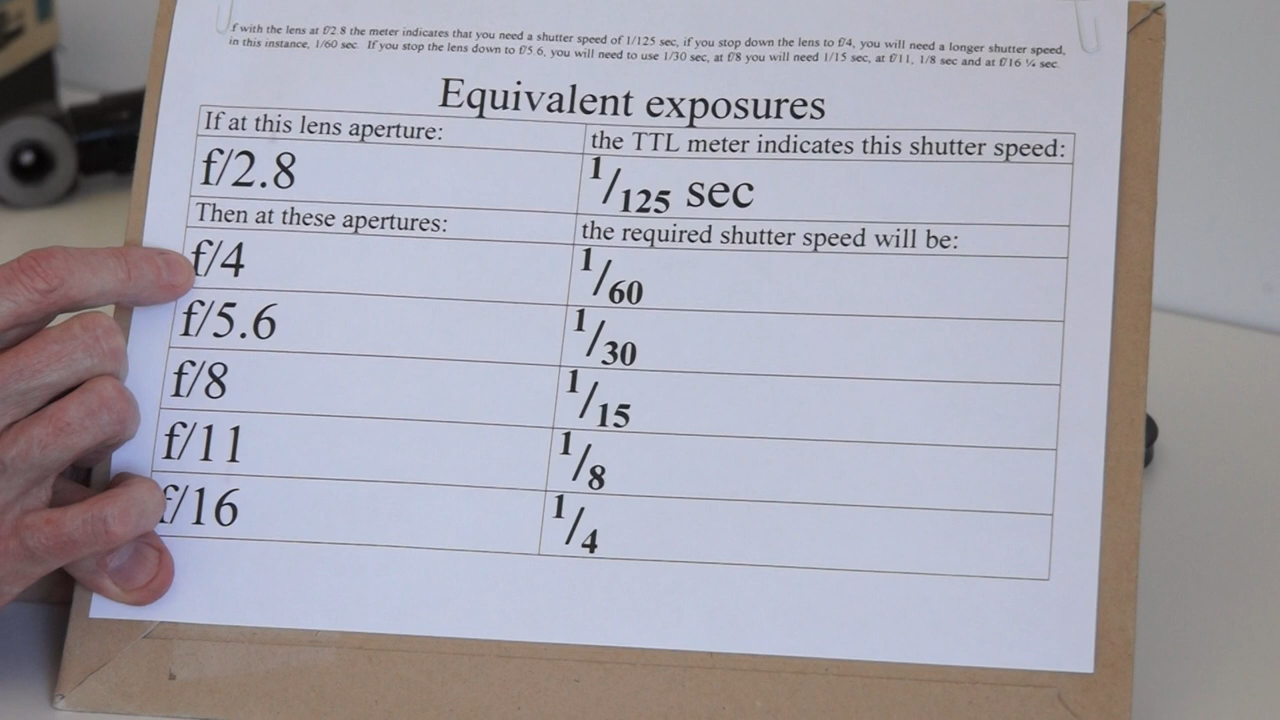 f with the lens at f/2 8 the meter indicates that you need a shutter speed of 1/125 sec, if you stop down the lens to f/4, you will need a longer shutter speed,
in this instance, 1/60 sec. If you stop the lens down to f/5 6, you will need to use 1/30 sec, at f/8 you will need 1/15 sec, at f/11, 1/8 sec and at f/16 ¼ sec.
Equivalent exposures
If at this lens aperture: the TTL meter indicates this shutter speed:
f/2.8 1/125 sec
Then at these apertures: the required shutter speed will be:
f/4 1/60
f/5.6 1/30
f/8 1/15
f/11 1/8
f/16 1/4